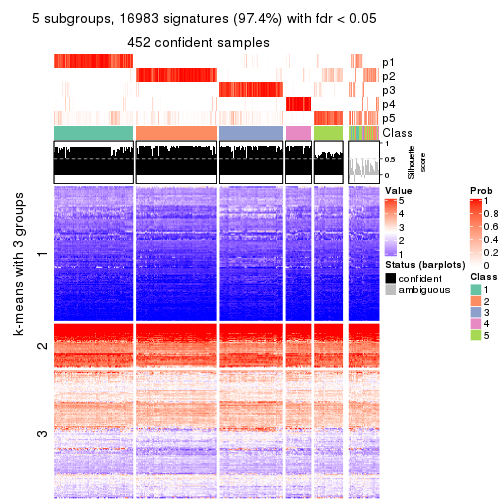 5 subgroups, 16983 signatures (97.4%) with fdr < 0.05
452 confident samples
p1
p2
p3
p4
p5
Class
1
0.5
0
Silhouette
score
k-means with 3 groups
1
2
3
Value
5
4
3
2
1
Status (barplots)
confident
ambiguous
Prob
1
0.8
0.6
0.4
0.2
0
Class
1
2
3
4
5